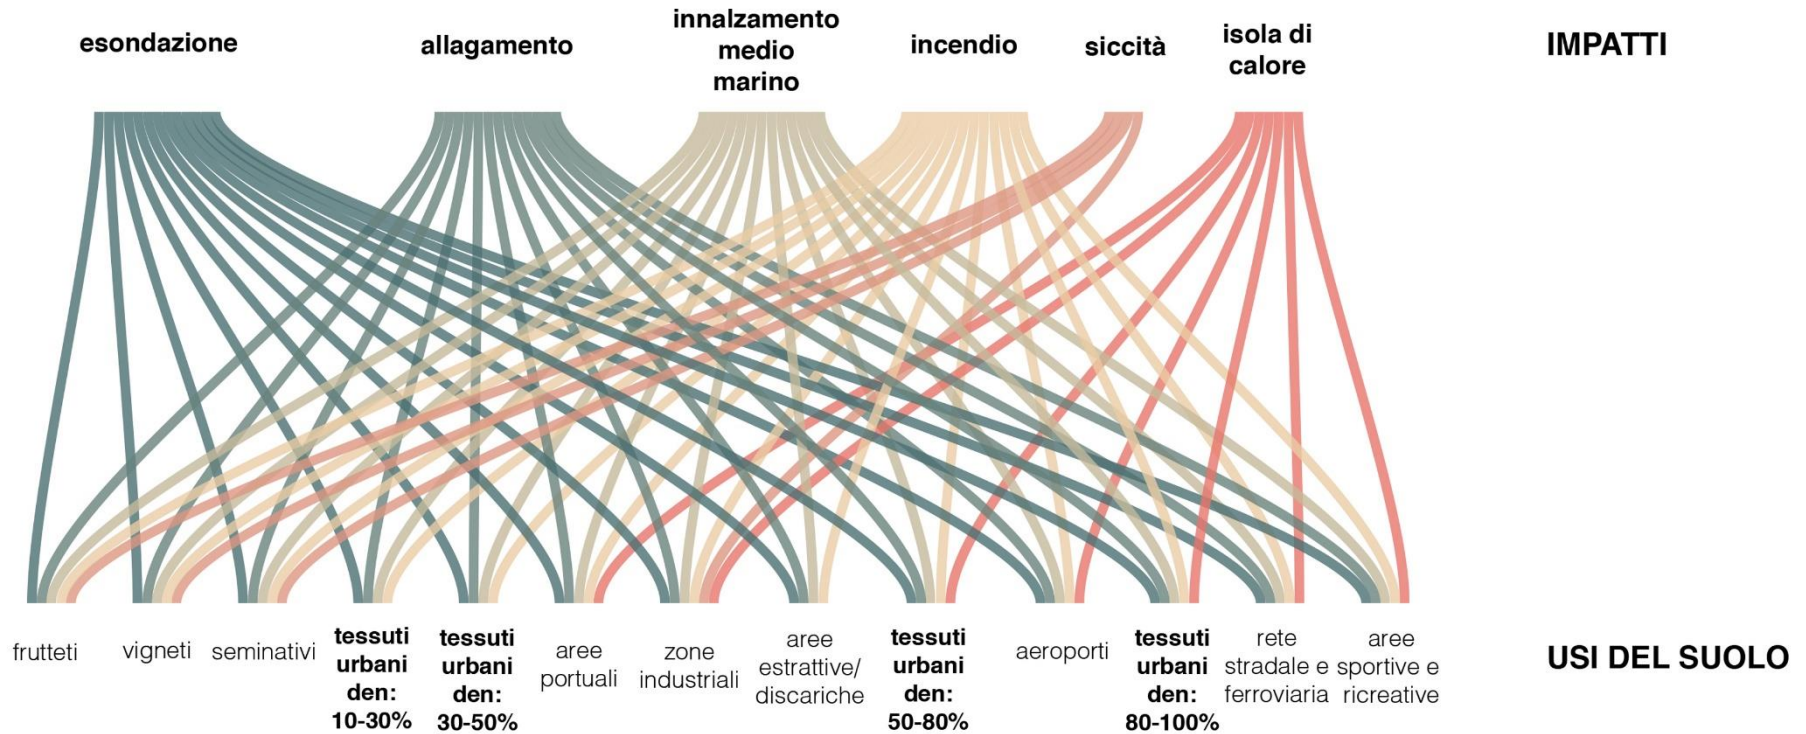 esondazione
allagamento
innalzamento
medio
marino
incendio
siccità
isola di
calore
IMPATTI
frutteti
vigneti
seminativi
tessuti
urbani
den:
10-30%
tessuti
urbani
den:
30-50%
aree
portuali
zone
industriali
aree
estrattive/
discariche
tessuti
urbani
den:
50-80%
aeroporti
tessuti
urbani
den:
80-100%
rete
stradale e
ferroviaria
aree
sportive e
ricreative
USI DEL SUOLO